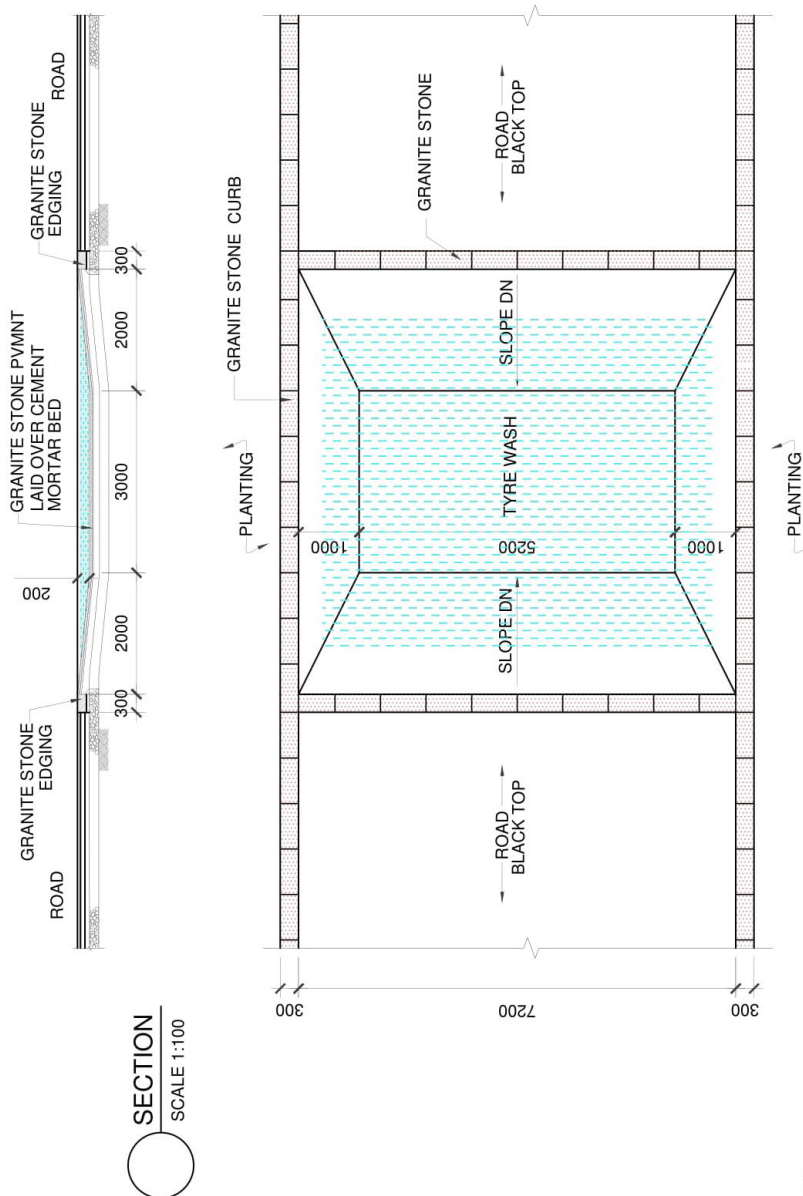 ROAD
GRANITE STONE
EDGING
200
GRANITE STONE PVMNT
LAID OVER CEMENT
MORTAR BED
GRANITE STONE
EDGING
ROAD
300
2000
3000
2000
300
SECTION
SCALE 1:100
PLANTING
GRANITE STONE CURB
GRANITE STONE
300
7200
300
ROAD
BLACK TOP
SLOPE DN
1000
5200
1000
TYRE WASH
SLOPE DN
ROAD
BLACK TOP
PLANTING